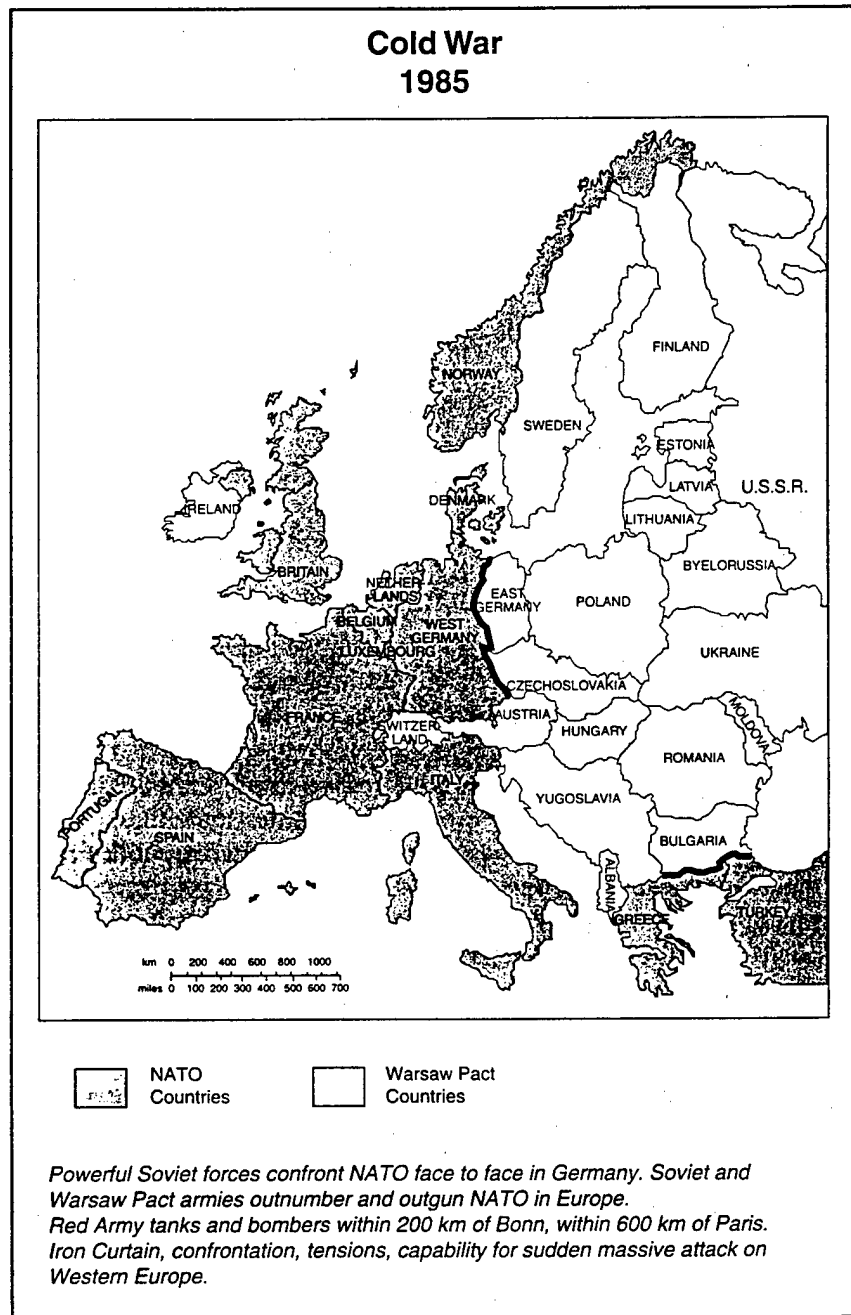 Cold War
1985
NORWAY
FINLAND
SWEDEN
ESTONIA
LATVIA
U.S.S.R.
LITHUANIA
IRELAND
DENMARK
BYELORUSSIA
BRITAIN
NETHER
LANDS
EAST
GERMANY
POLAND
BELGIUM
WEST
GERMANY
LUXEMBOURG
UKRAINE
CZECHOSLOVAKIA
FRANCE
AUSTRIA
WITZER
LAND
HUNGARY
MOLDOVA
ROMANIA
ITALY
YUGOSLAVIA
PORTUGAL
SPAIN
BULGARIA
ALBANIA
GREECE
TURKEY
km 0 200 400 600 800 1000
miles 0 100 200 300 400 500 600 700
NATO
Countries
Warsaw Pact
Countries
Powerful Soviet forces confront NATO face to face in Germany. Soviet and
Warsaw Pact armies outnumber and outgun NATO in Europe.
Red Army tanks and bombers within 200 km of Bonn, within 600 km of Paris.
Iron Curtain, confrontation, tensions, capability for sudden massive attack on
Western Europe.